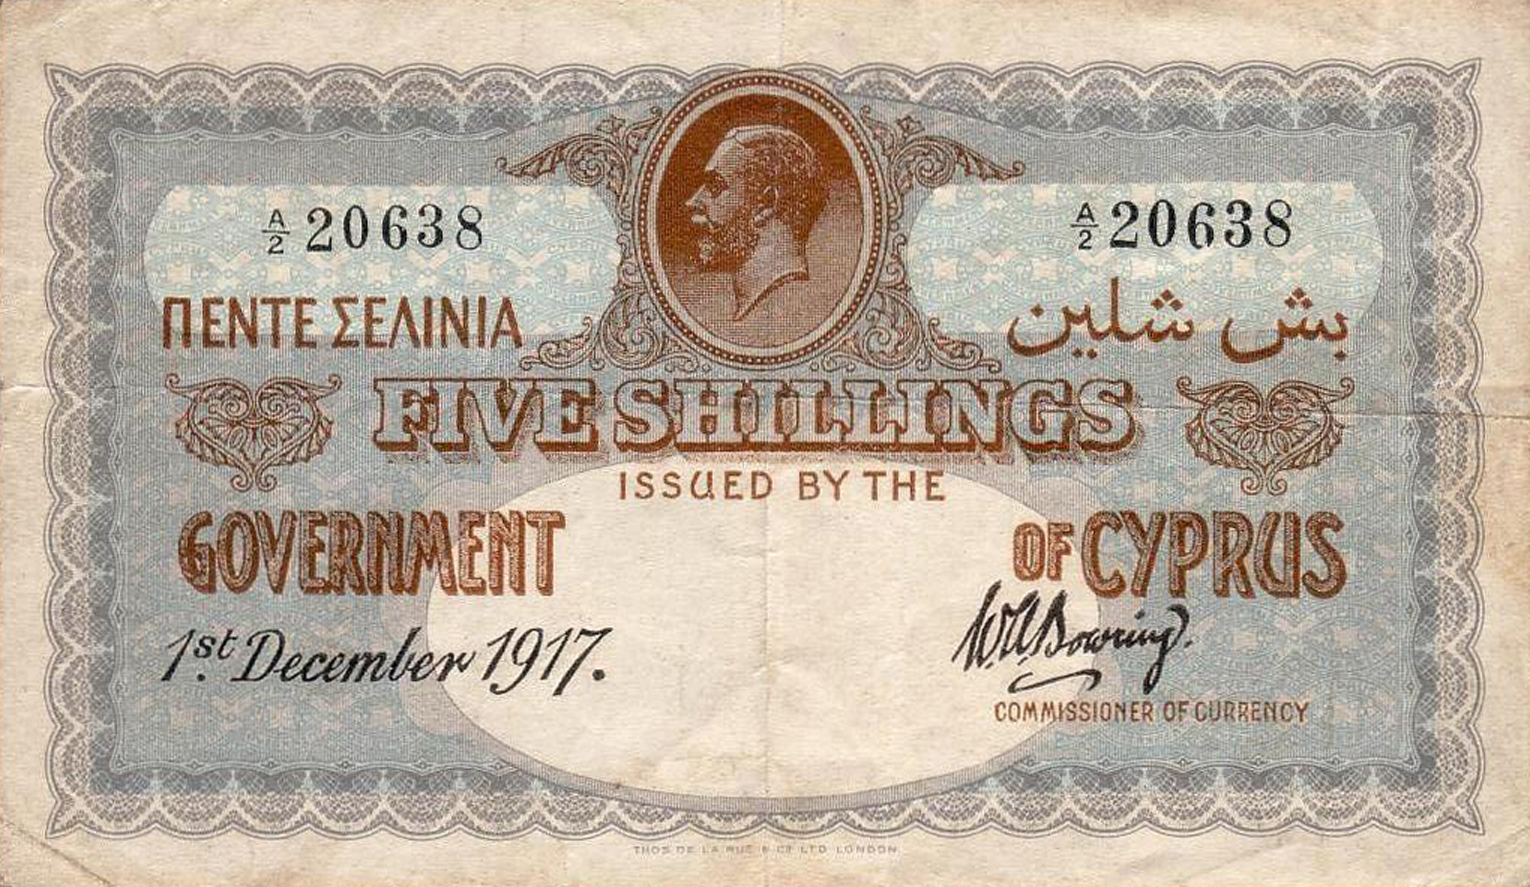 A/2 20638 A/2 20638
ΠΕΝΤΕ ΣΕΛΙΝΙΑ بش شلين
FIVE SHILLINGS
ISSUED BY THE
GOVERNMENT OF CYPRUS
1st. December 1917. W.A. Bowring.
COMMISSIONER OF CURRENCY
THOS DE LA RUE & Co LTD LONDON